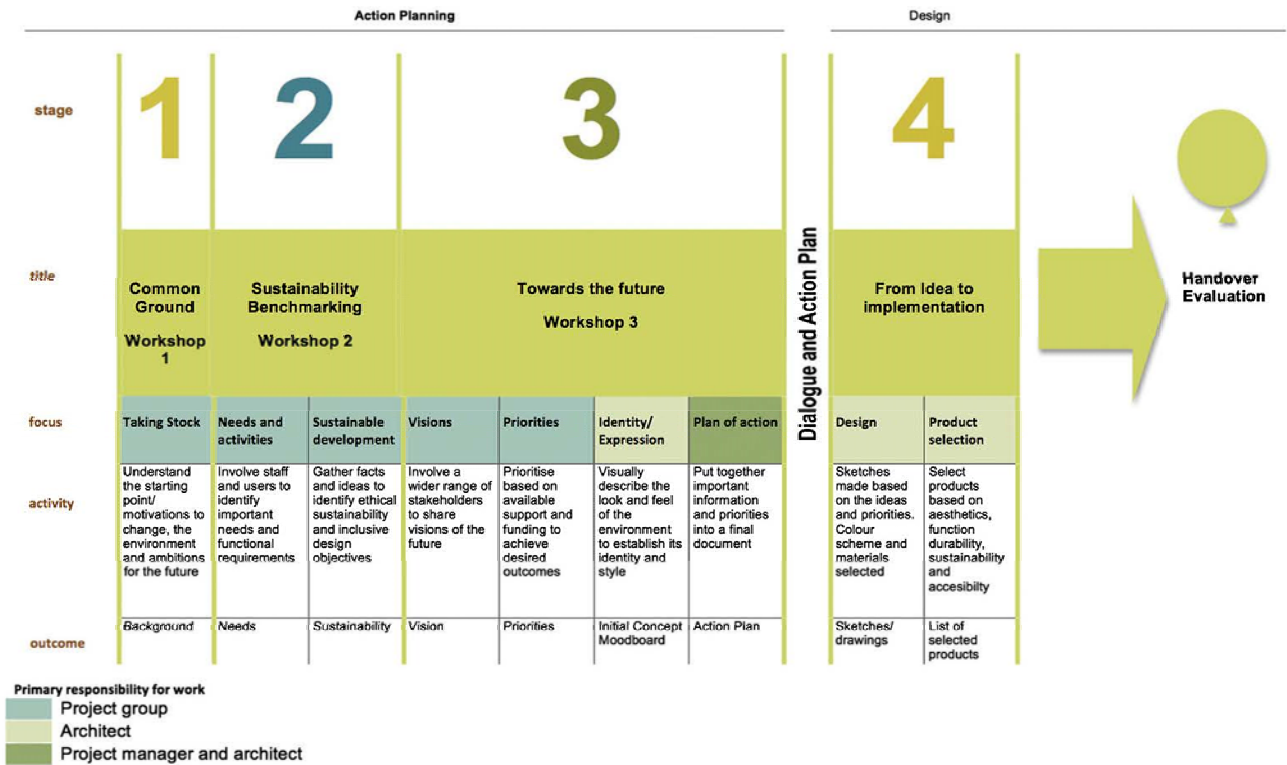 Action Planning
Design
stage
1
2
3
4
title
Common
Ground
Workshop
1
Sustainability
Benchmarking
Workshop 2
Towards the future
Workshop 3
Dialogue and Action Plan
From Idea to
implementation
Handover
Evaluation
focus
Taking Stock
Needs and
activities
Sustainable
development
Visions
Priorities
Identity/
Expression
Plan of action
Design
Product
selection
activity
Understand
the starting
point/
motivations to
change, the
environment
and ambitions
for the future
Involve staff
and users to
identify
important
needs and
functional
requirements
Gather facts
and ideas to
identify ethical
sustainability
and inclusive
design
objectives
Involve a
wider range of
stakeholders
to share
visions of the
future
Prioritise
based on
available
support and
funding to
achieve
desired
outcomes
Visually
describe the
look and feel
of the
environment
to establish its
identity and
style
Put together
important
information
and priorities
into a final
document
Sketches
made based
on the ideas
and priorities.
Colour
scheme and
materials
selected
Select
products
based on
aesthetics,
function
durability,
sustainability
and
accesibilty
outcome
Background
Needs
Sustainability
Vision
Priorities
Initial Concept
Moodboard
Action Plan
Sketches/
drawings
List of
selected
products
Primary responsibility for work
Project group
Architect
Project manager and architect